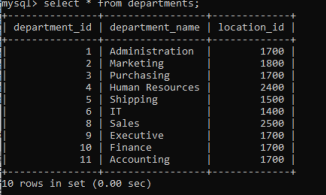 mysql> select * from departments;
+---------------+-----------------+-------------+
| department_id | department_name | location_id |
+---------------+-----------------+-------------+
| 1 | Administration | 1700 |
| 2 | Marketing | 1800 |
| 3 | Purchasing | 1700 |
| 4 | Human Resources | 2400 |
| 5 | Shipping | 1500 |
| 6 | IT | 1400 |
| 8 | Sales | 2500 |
| 9 | Executive | 1700 |
| 10 | Finance | 1700 |
| 11 | Accounting | 1700 |
+---------------+-----------------+-------------+
10 rows in set (0.00 sec)